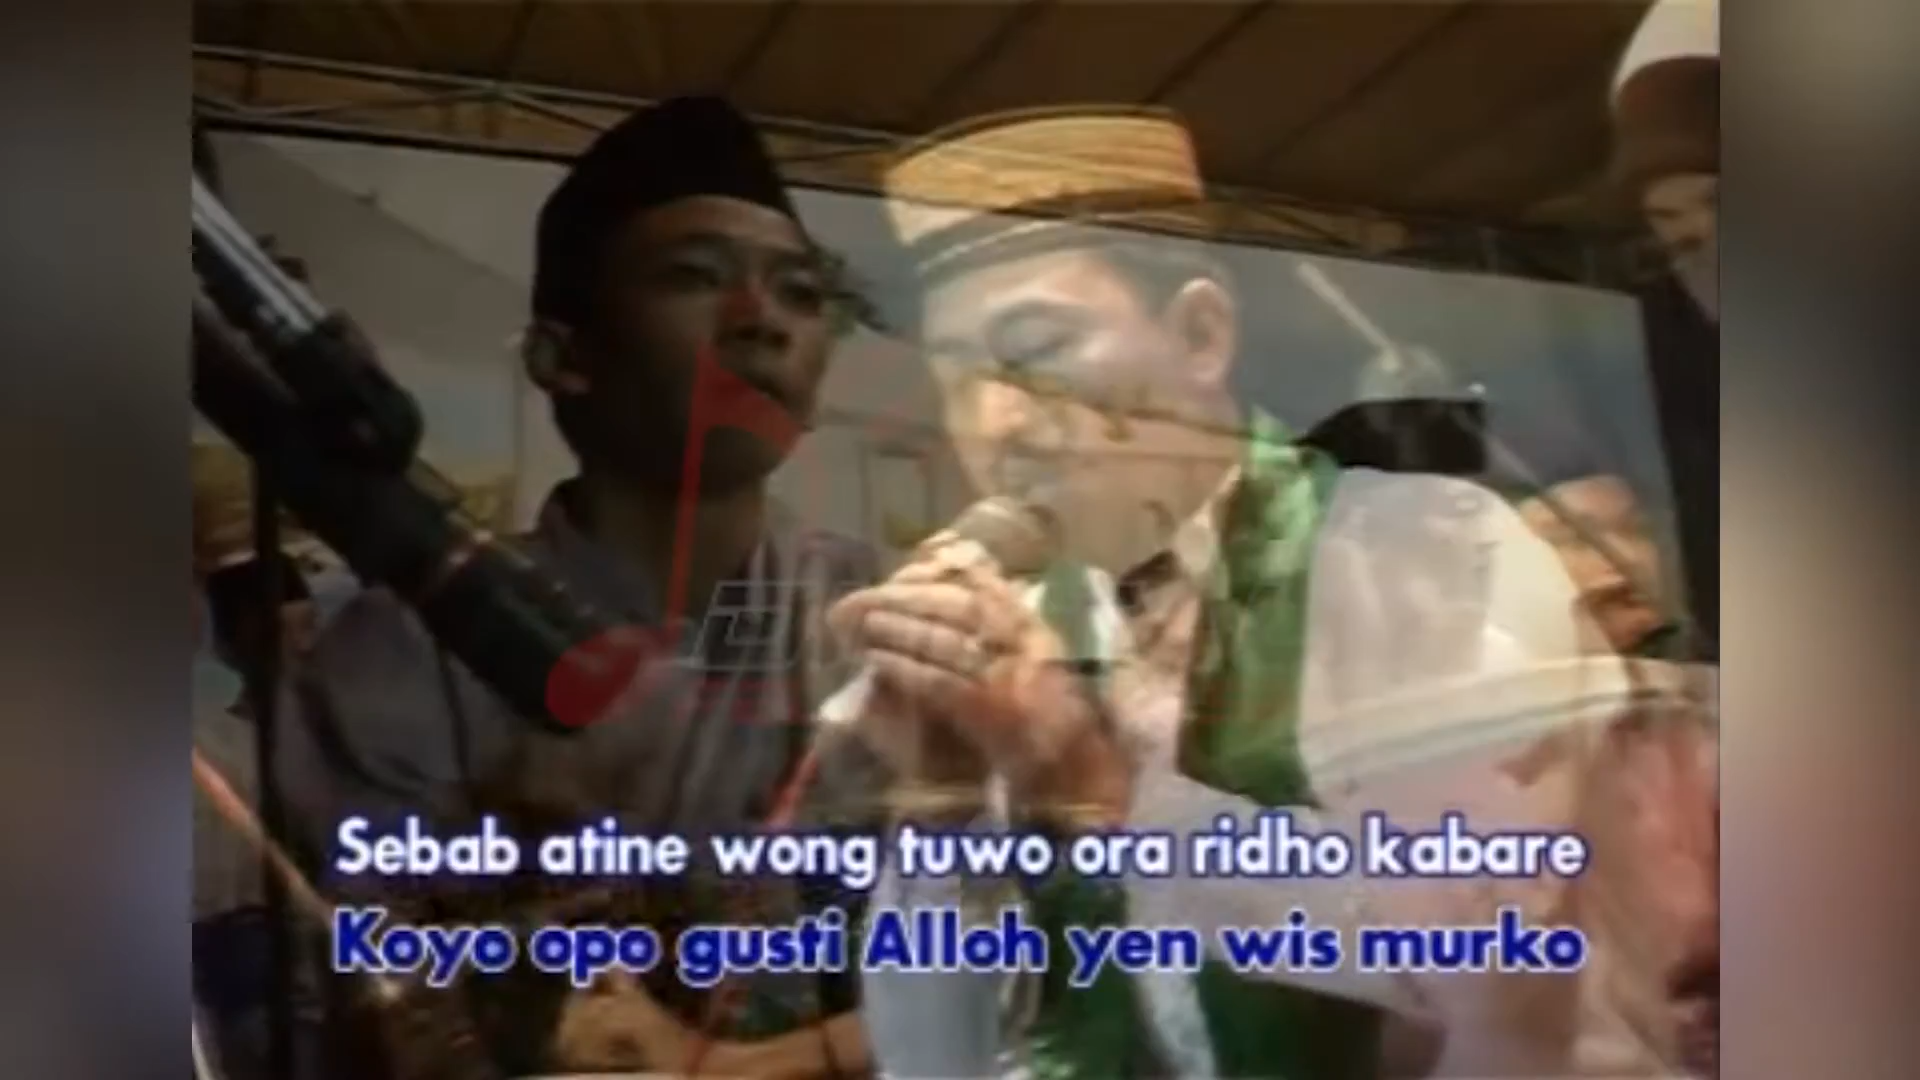 Sebab atine wong tuwo ora ridho kabare
Koyo opo gusti Alloh yen wis murko